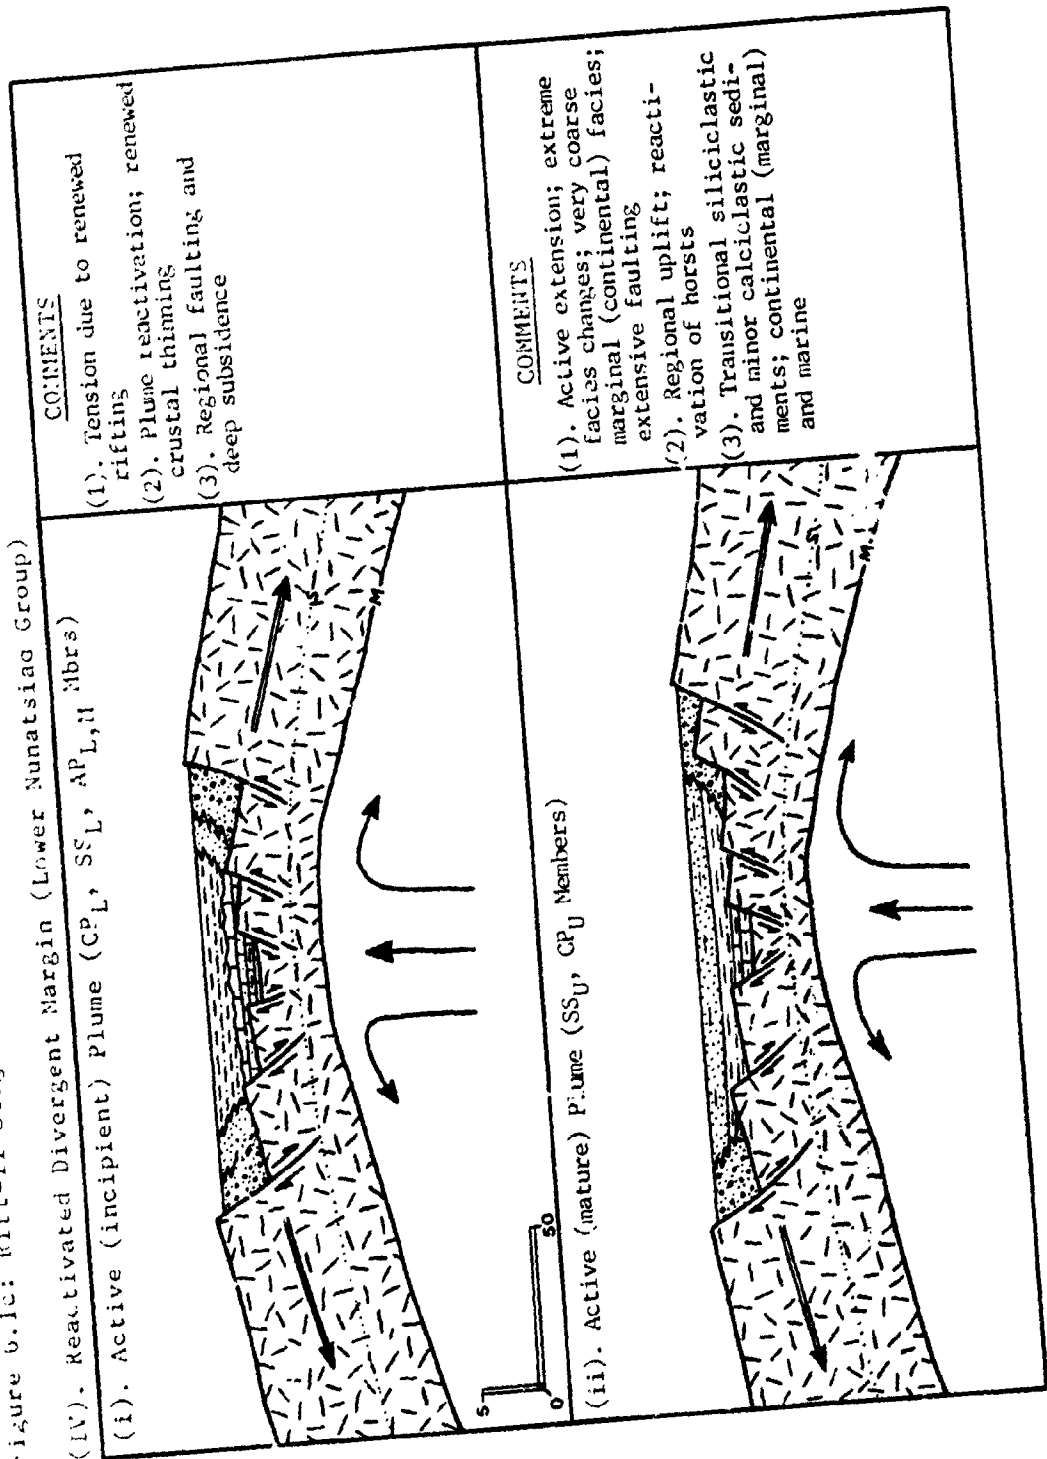 Figure 6.1c:
(IV). Reactivated Divergent Margin (Lower Nunatsiaq Group)
(i). Active (incipient) Plume (CP_L, SS_L, AP_L,M Mbrs)
COMMENTS
(1). Tension due to renewed
rifting
(2). Plume reactivation; renewed
crustal thinning
(3). Regional faulting and
deep subsidence
M
5
0
50
(ii). Active (mature) Plume (SS_U, CP_U Members)
COMMENTS
(1). Active extension; extreme
facies changes; very coarse
marginal (continental) facies;
extensive faulting
(2). Regional uplift; reacti-
vation of horsts
(3). Transitional siliciclastic
and minor calciclastic sedi-
ments; continental (marginal)
and marine
M